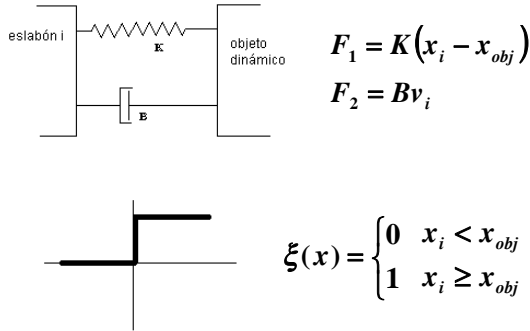 eslabón i
K
objeto
dinámico
B
F₁ = K(xᵢ − x_obj)
F₂ = Bvᵢ
ξ(x) = {0 xᵢ < x_obj
1 xᵢ ≥ x_obj